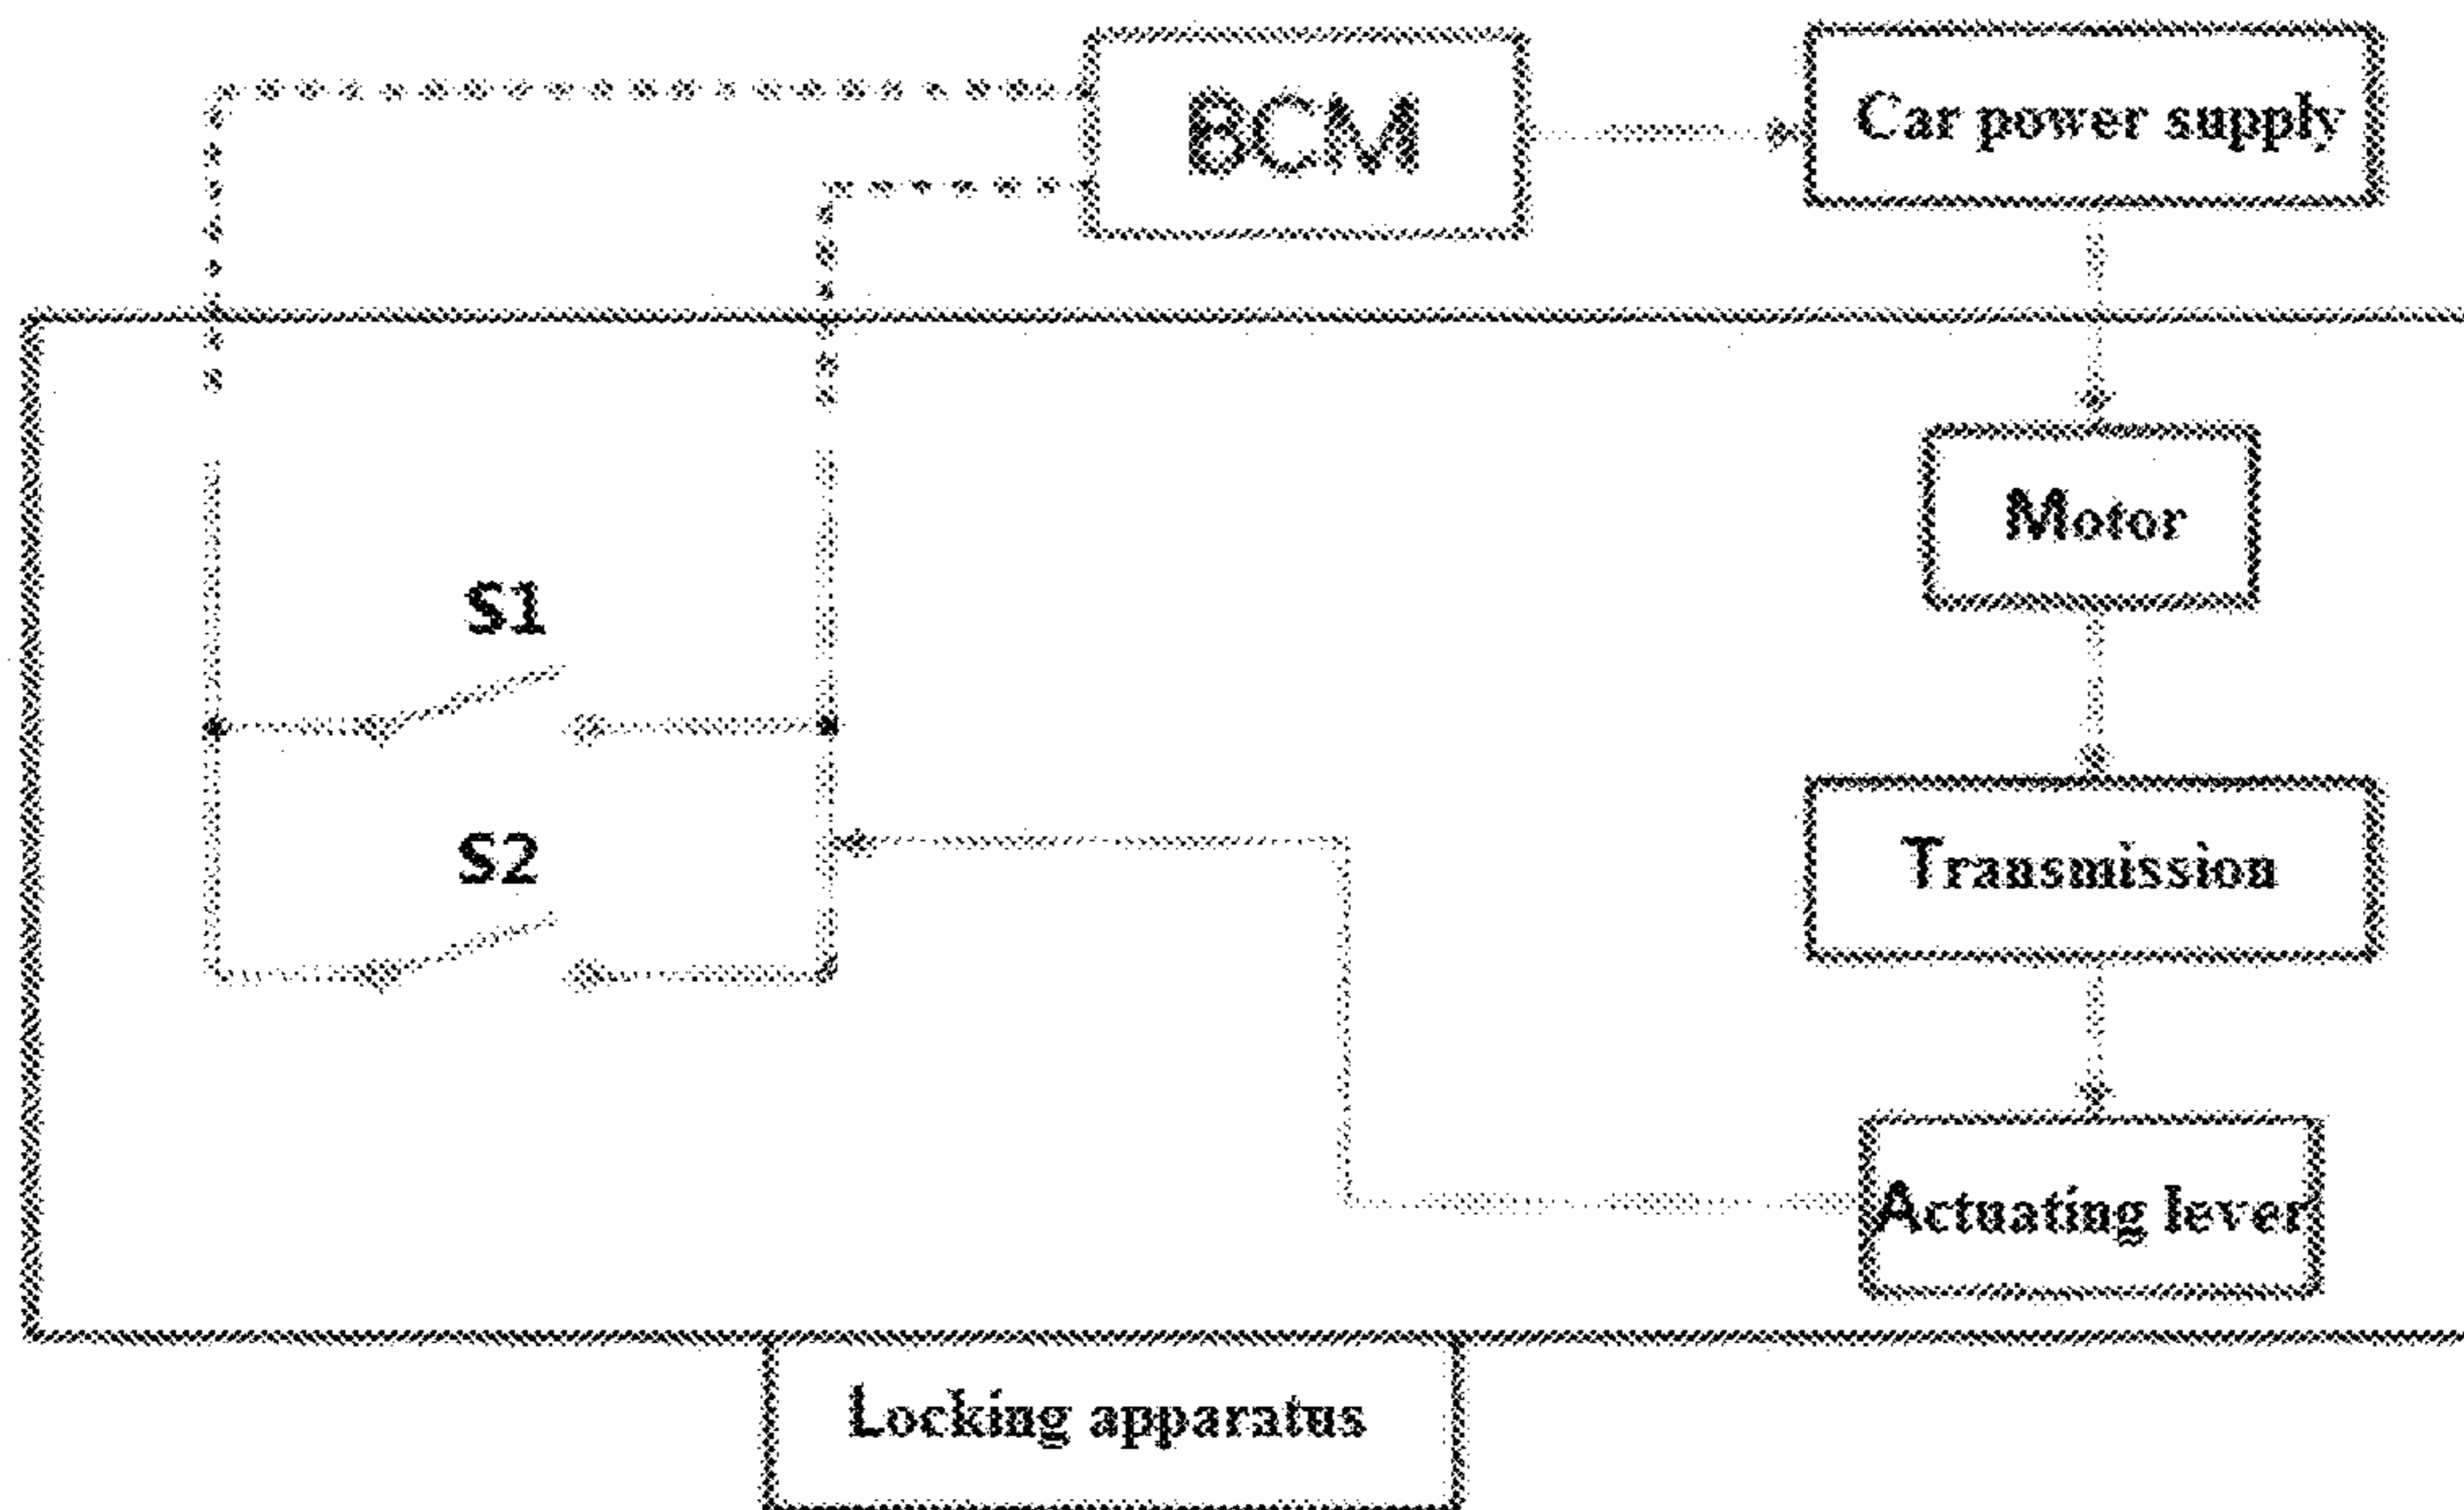 BCM
Car power supply
Motor
S1
S2
Transmission
Actuating lever
Locking apparatus